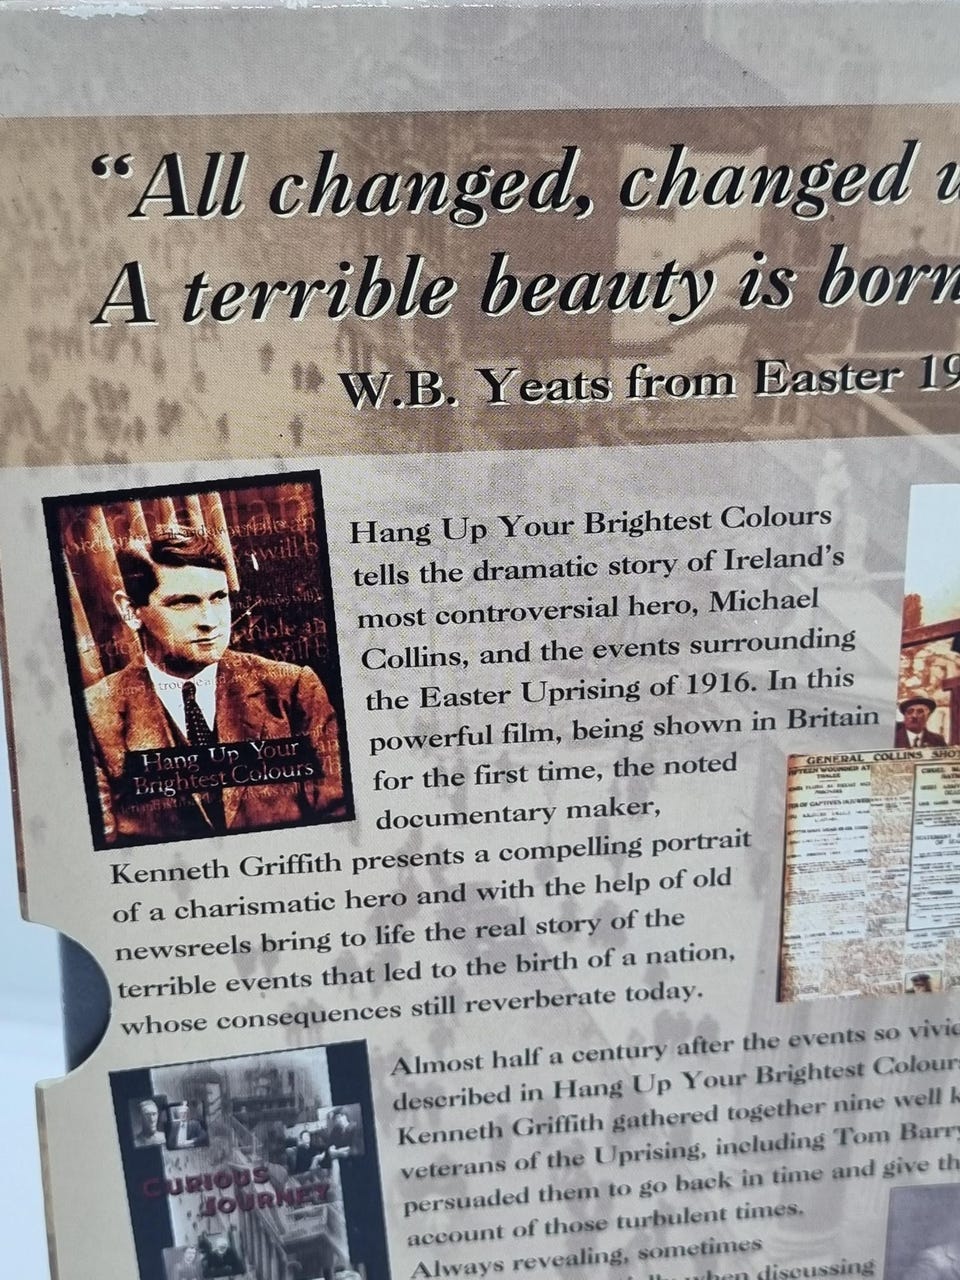 “All changed, changed
A terrible beauty is born
W.B. Yeats from Easter 19
Hang Up Your Brightest Colours
tells the dramatic story of Ireland’s
most controversial hero, Michael
Collins, and the events surrounding
the Easter Uprising of 1916. In this
powerful film, being shown in Britain
for the first time, the noted
documentary maker,
Kenneth Griffith presents a compelling portrait
of a charismatic hero and with the help of old
newsreels bring to life the real story of the
terrible events that led to the birth of a nation,
whose consequences still reverberate today.
Hang Up Your
Brightest Colours
GENERAL COLLINS SHO
Almost half a century after the events so vivid
described in Hang Up Your Brightest Colour
Kenneth Griffith gathered together nine well k
veterans of the Uprising, including Tom Barry
persuaded them to go back in time and give th
account of those turbulent times.
Always revealing, sometimes
when discussing
CURIOUS
JOURNEY